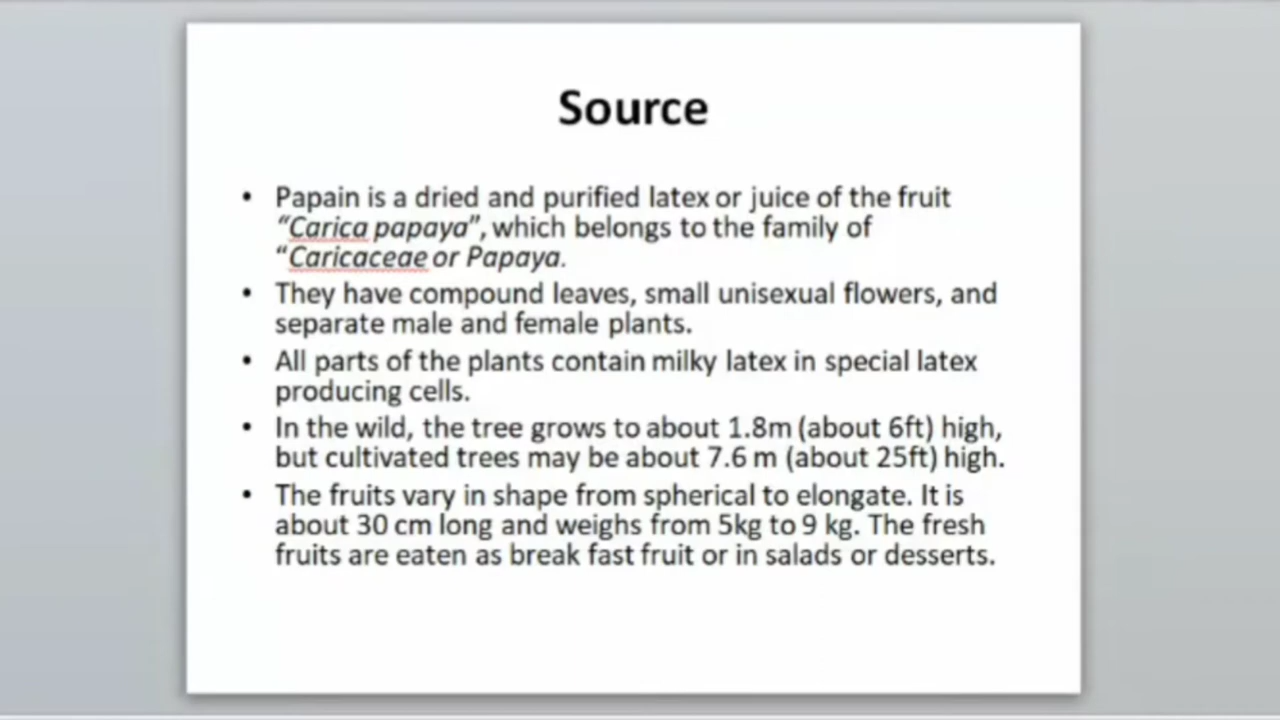 Source
• Papain is a dried and purified latex or juice of the fruit
“Carica papaya”, which belongs to the family of
“Caricaceae or Papaya.
• They have compound leaves, small unisexual flowers, and
separate male and female plants.
• All parts of the plants contain milky latex in special latex
producing cells.
• In the wild, the tree grows to about 1.8m (about 6ft) high,
but cultivated trees may be about 7.6 m (about 25ft) high.
• The fruits vary in shape from spherical to elongate. It is
about 30 cm long and weighs from 5kg to 9 kg. The fresh
fruits are eaten as break fast fruit or in salads or desserts.